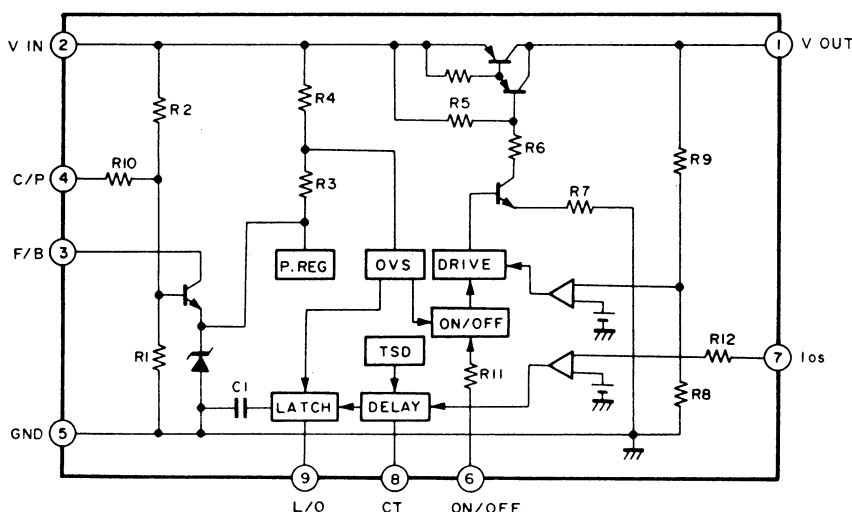 V IN 2
1 V OUT
R4
R5
R2
R6
R10
R9
C/P 4
R3
R7
F/B 3
P.REG
OVS
DRIVE
ON/OFF
R12
TSD
7 Ios
R1
R11
C1
R8
LATCH
DELAY
GND 5
9
8
6
L/O
CT
ON/OFF